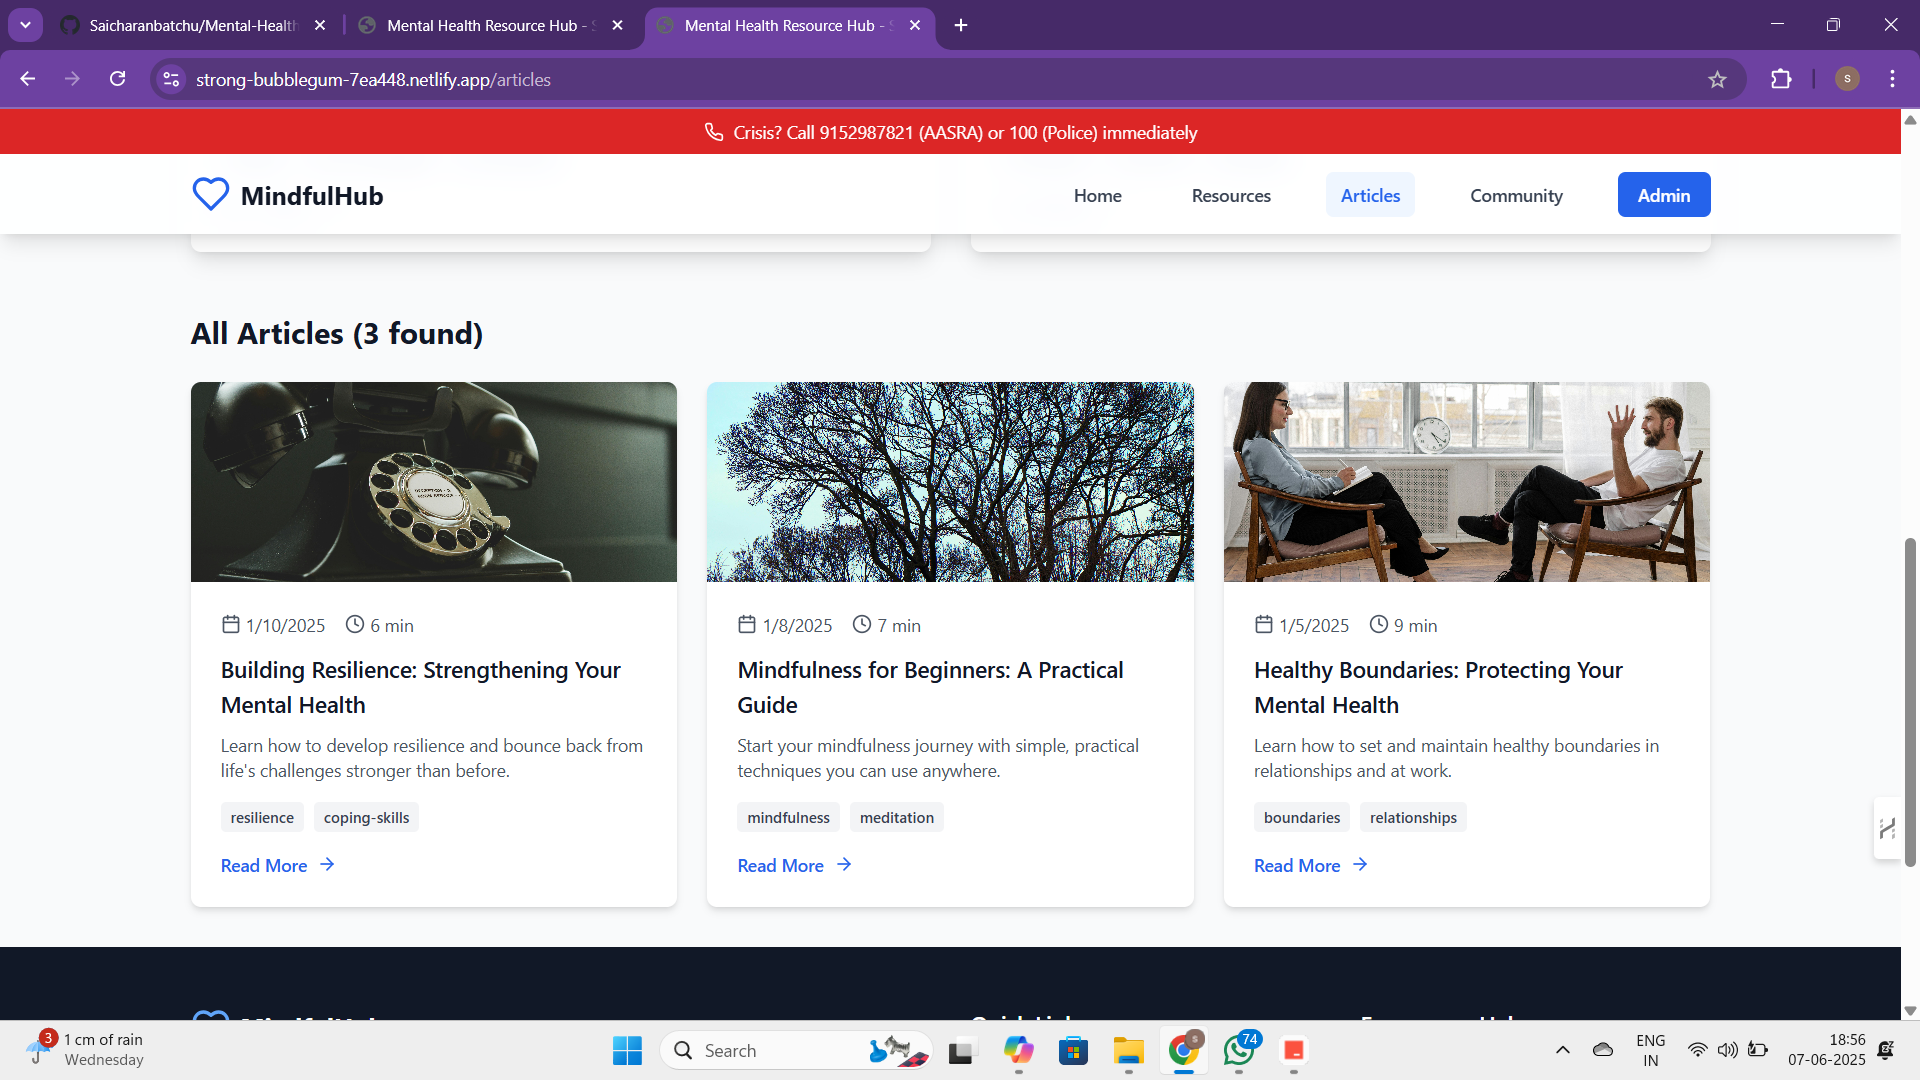 Saicharanbatchu/Mental-Health
Mental Health Resource Hub - S
Mental Health Resource Hub - S
strong-bubblegum-7ea448.netlify.app/articles
s
Crisis? Call 9152987821 (AASRA) or 100 (Police) immediately
MindfulHub
Home
Resources
Articles
Community
Admin
All Articles (3 found)
1/10/2025
6 min
Building Resilience: Strengthening Your
Mental Health
Learn how to develop resilience and bounce back from
life's challenges stronger than before.
resilience
coping-skills
Read More
1/8/2025
7 min
Mindfulness for Beginners: A Practical
Guide
Start your mindfulness journey with simple, practical
techniques you can use anywhere.
mindfulness
meditation
Read More
1/5/2025
9 min
Healthy Boundaries: Protecting Your
Mental Health
Learn how to set and maintain healthy boundaries in
relationships and at work.
boundaries
relationships
Read More
3
1 cm of rain
Wednesday
Search
s
74
ENG
IN
18:56
07-06-2025